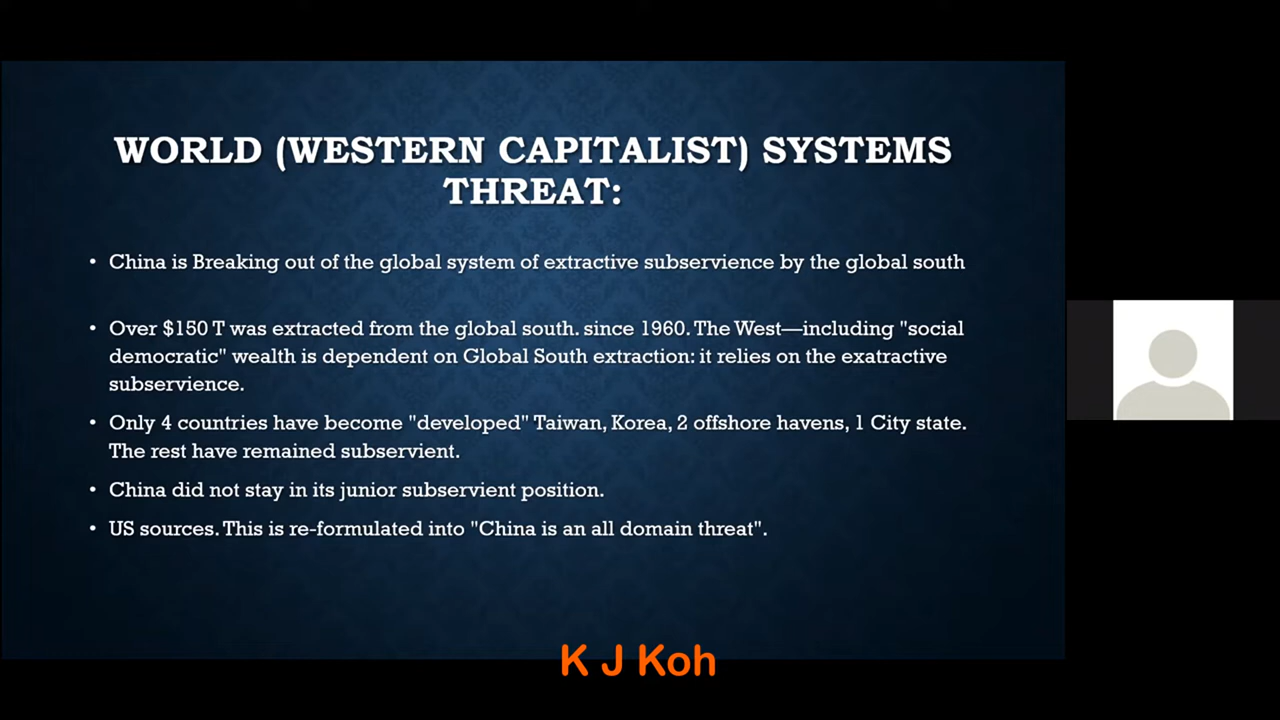 WORLD (WESTERN CAPITALIST) SYSTEMS
THREAT:
• China is Breaking out of the global system of extractive subservience by the global south
• Over $150 T was extracted from the global south. since 1960. The West—including "social
democratic" wealth is dependent on Global South extraction: it relies on the exatractive
subservience.
• Only 4 countries have become "developed" Taiwan, Korea, 2 offshore havens, 1 City state.
The rest have remained subservient.
• China did not stay in its junior subservient position.
• US sources. This is re-formulated into "China is an all domain threat".
K J Koh